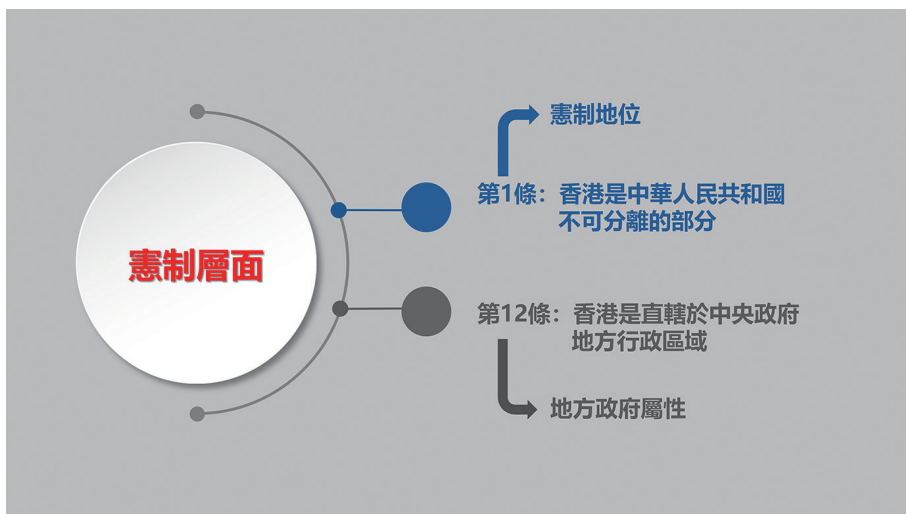 憲制層面
憲制地位
第1條：香港是中華人民共和國
不可分離的部分
第12條：香港是直轄於中央政府
地方行政區域
地方政府屬性